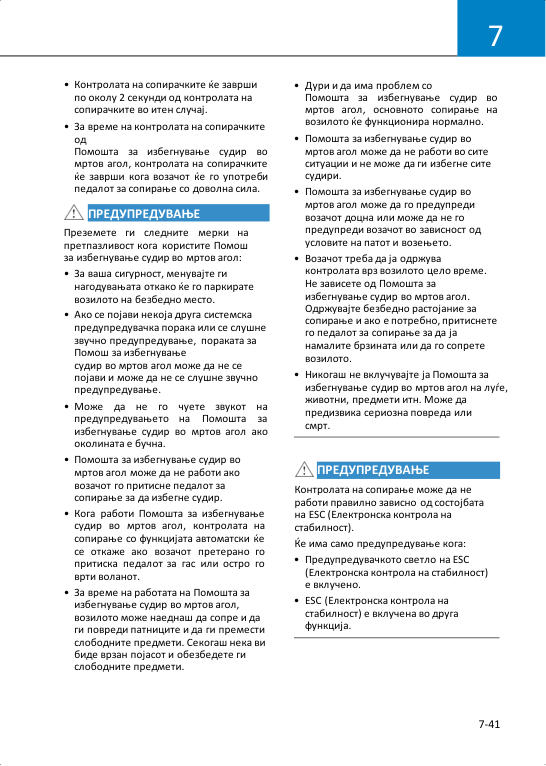 7
• Контролата на сопирачките ќе заврши
по околу 2 секунди од контролата на
сопирачките во итен случај.
• За време на контролата на сопирачките
од
Помошта за избегнување судир во
мртов агол, контролата на сопирачките
ќе заврши кога возачот ќе го употреби
педалот за сопирање со доволна сила.
ПРЕДУПРЕДУВАЊЕ
Преземете ги следните мерки на
претпазливост кога користите Помош
за избегнување судир во мртов агол:
• За ваша сигурност, менувајте ги
нагодувањата откако ќе го паркирате
возилото на безбедно место.
• Ако се појави некоја друга системска
предупредувачка порака или се слушне
звучно предупредување, пораката за
Помош за избегнување
судир во мртов агол може да не се
појави и може да не се слушне звучно
предупредување.
• Може да не го чуете звукот на
предупредувањето на Помошта за
избегнување судир во мртов агол ако
околината е бучна.
• Помошта за избегнување судир во
мртов агол може да не работи ако
возачот го притисне педалот за
сопирање за да избегне судир.
• Кога работи Помошта за избегнување
судир во мртов агол, контролата на
сопирање со функцијата автоматски ќе
се откаже ако возачот претерано го
притиска педалот за гас или остро го
врти воланот.
• За време на работата на Помошта за
избегнување судир во мртов агол,
возилото може наеднаш да сопре и да
ги повреди патниците и да ги премести
слободните предмети. Секогаш нека ви
биде врзан појасот и обезбедете ги
слободните предмети.
• Дури и да има проблем со
Помошта за избегнување судир во
мртов агол, основното сопирање на
возилото ќе функционира нормално.
• Помошта за избегнување судир во
мртов агол може да не работи во сите
ситуации и не може да ги избегне сите
судири.
• Помошта за избегнување судир во
мртов агол може да го предупреди
возачот доцна или може да не го
предупреди возачот во зависност од
условите на патот и возењето.
• Возачот треба да ја одржува
контролата врз возилото цело време.
Не зависете од Помошта за
избегнување судир во мртов агол.
Одржувајте безбедно растојание за
сопирање и ако е потребно, притиснете
го педалот за сопирање за да ја
намалите брзината или да го сопрете
возилото.
• Никогаш не вклучувајте ја Помошта за
избегнување судир во мртов агол на луѓе,
животни, предмети итн. Може да
предизвика сериозна повреда или
смрт.
ПРЕДУПРЕДУВАЊЕ
Контролата на сопирање може да не
работи правилно зависно од состојбата
на ESC (Електронска контрола на
стабилност).
Ќе има само предупредување кога:
• Предупредувачкото светло на ESC
(Електронска контрола на стабилност)
е вклучено.
• ESC (Електронска контрола на
стабилност) е вклучена во друга
функција.
7-41